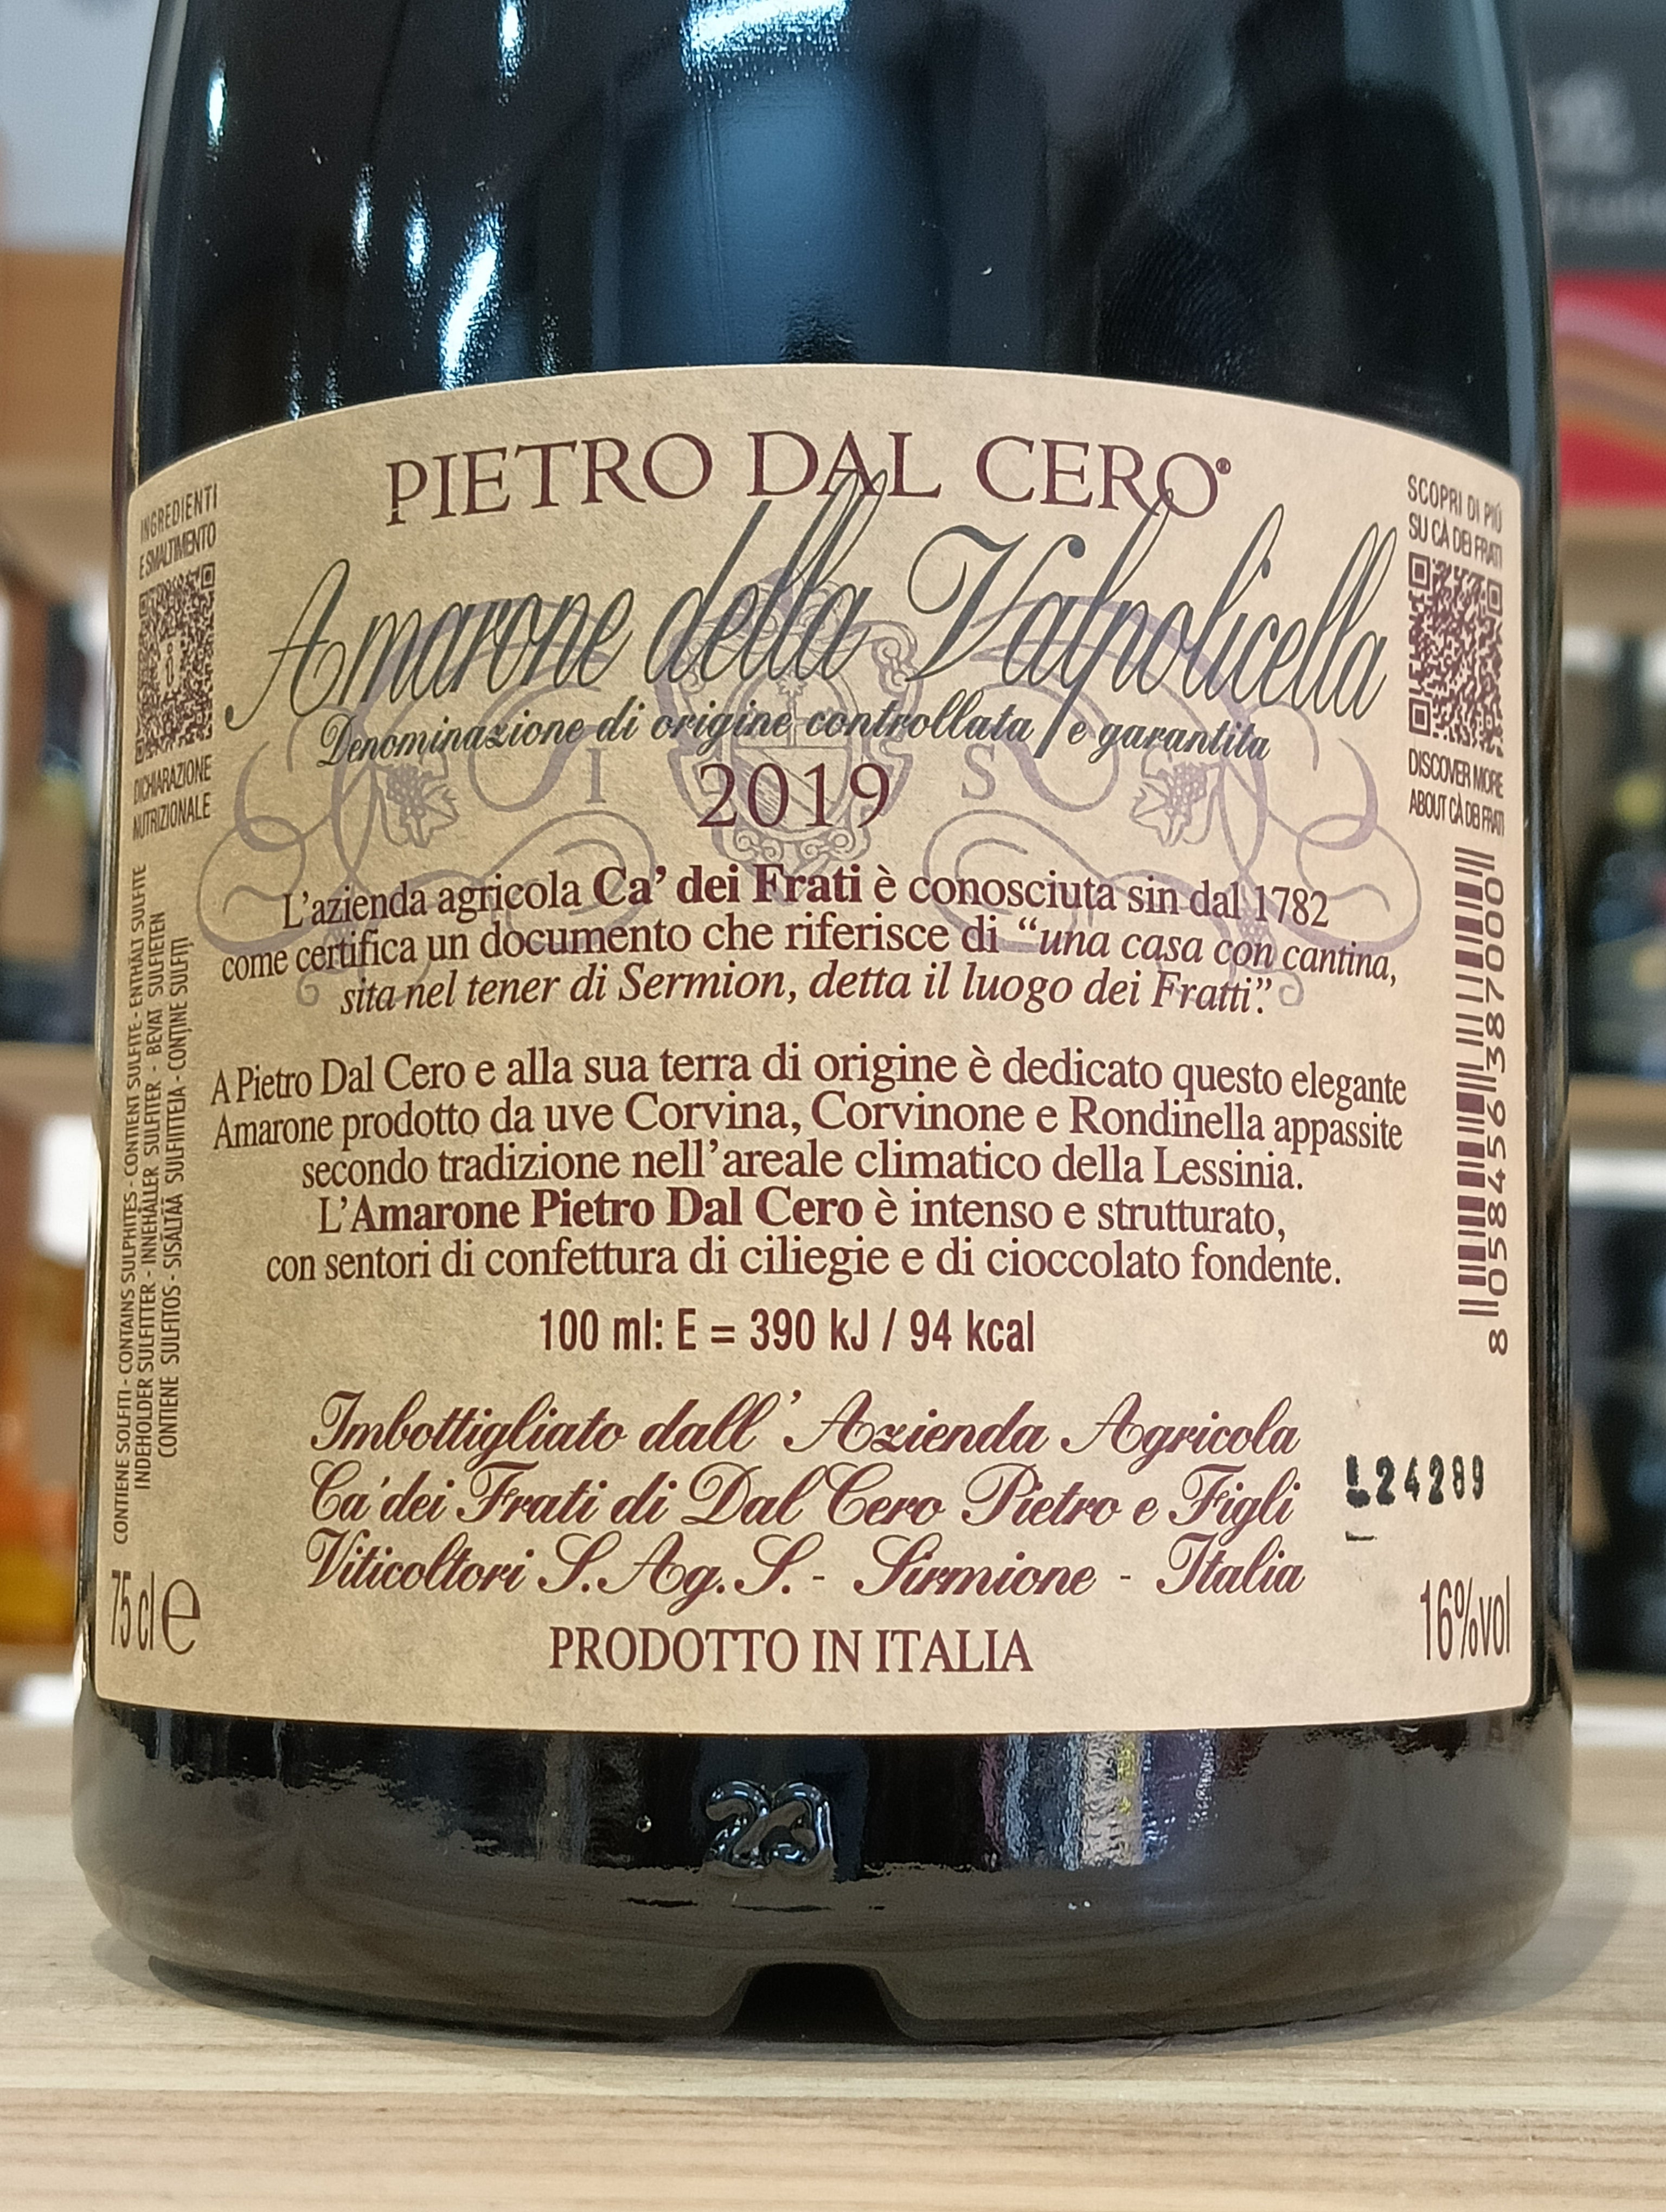 PIETRO DAL CERO®
Amarone della Valpolicella
Denominazione di origine controllata e garantita
I S
2019
L'azienda agricola Ca' dei Frati è conosciuta sin dal 1782
come certifica un documento che riferisce di “una casa con cantina,
sita nel tener di Sermion, detta il luogo dei Fratti”.
A Pietro Dal Cero e alla sua terra di origine è dedicato questo elegante
Amarone prodotto da uve Corvina, Corvinone e Rondinella appassite
secondo tradizione nell'areale climatico della Lessinia.
L'Amarone Pietro Dal Cero è intenso e strutturato,
con sentori di confettura di ciliegie e di cioccolato fondente.
100 ml: E = 390 kJ / 94 kcal
Imbottigliato dall'Azienda Agricola
Ca'dei Frati di Dal Cero Pietro e Figli
Viticoltori S.Ag.S. - Sirmione - Italia
PRODOTTO IN ITALIA
INGREDIENTI
E SMALTIMENTO
i
DICHIARAZIONE
NUTRIZIONALE
CONTIENE SOLFITI - CONTAINS SULPHITES - CONTIENT SULFITE - ENTHÄLT SULFITE
INDEHOLDER SULFITTER - INNEHÅLLER SULFITER - BEVAT SULFIETEN
CONTIENE SULFITOS - SISÄLTÄÄ SULFIITTEJA - CONȚINE SULFIȚI
75 cl e
SCOPRI DI PIÙ
SU CÀ DEI FRATI
DISCOVER MORE
ABOUT CÀ DEI FRATI
8 058456 387000
L24289
16%vol
23